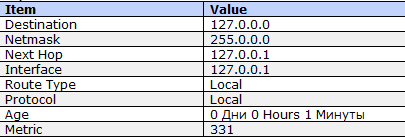 Item Value
Destination 127.0.0.0
Netmask 255.0.0.0
Next Hop 127.0.0.1
Interface 127.0.0.1
Route Type Local
Protocol Local
Age 0 Дни 0 Hours 1 Минуты
Metric 331